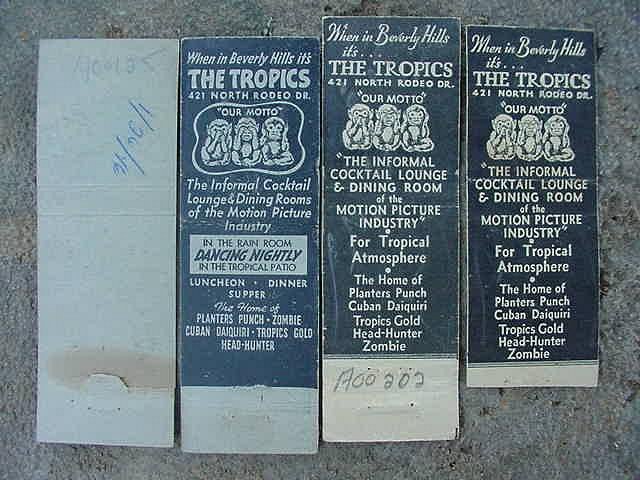 A00125
1/26/46
When in Beverly Hills it's
THE TROPICS
421 NORTH RODEO DR.
"OUR MOTTO"
The Informal Cocktail
Lounge & Dining Rooms
of the Motion Picture
Industry
IN THE RAIN ROOM
DANCING NIGHTLY
IN THE TROPICAL PATIO
LUNCHEON · DINNER
SUPPER
The Home of
PLANTERS PUNCH · ZOMBIE
CUBAN DAIQUIRI · TROPICS GOLD
HEAD-HUNTER
When in Beverly Hills
it's...
THE TROPICS
421 NORTH RODEO DR.
"OUR MOTTO"
"THE INFORMAL
COCKTAIL LOUNGE
& DINING ROOM
of the
MOTION PICTURE
INDUSTRY"
For Tropical
Atmosphere
The Home of
Planters Punch
Cuban Daiquiri
Tropics Gold
Head-Hunter
Zombie
A00202
When in Beverly Hills
it's...
THE TROPICS
421 NORTH RODEO DR.
"OUR MOTTO"
"THE INFORMAL
COCKTAIL LOUNGE
& DINING ROOM
of the
MOTION PICTURE
INDUSTRY"
For Tropical
Atmosphere
The Home of
Planters Punch
Cuban Daiquiri
Tropics Gold
Head-Hunter
Zombie